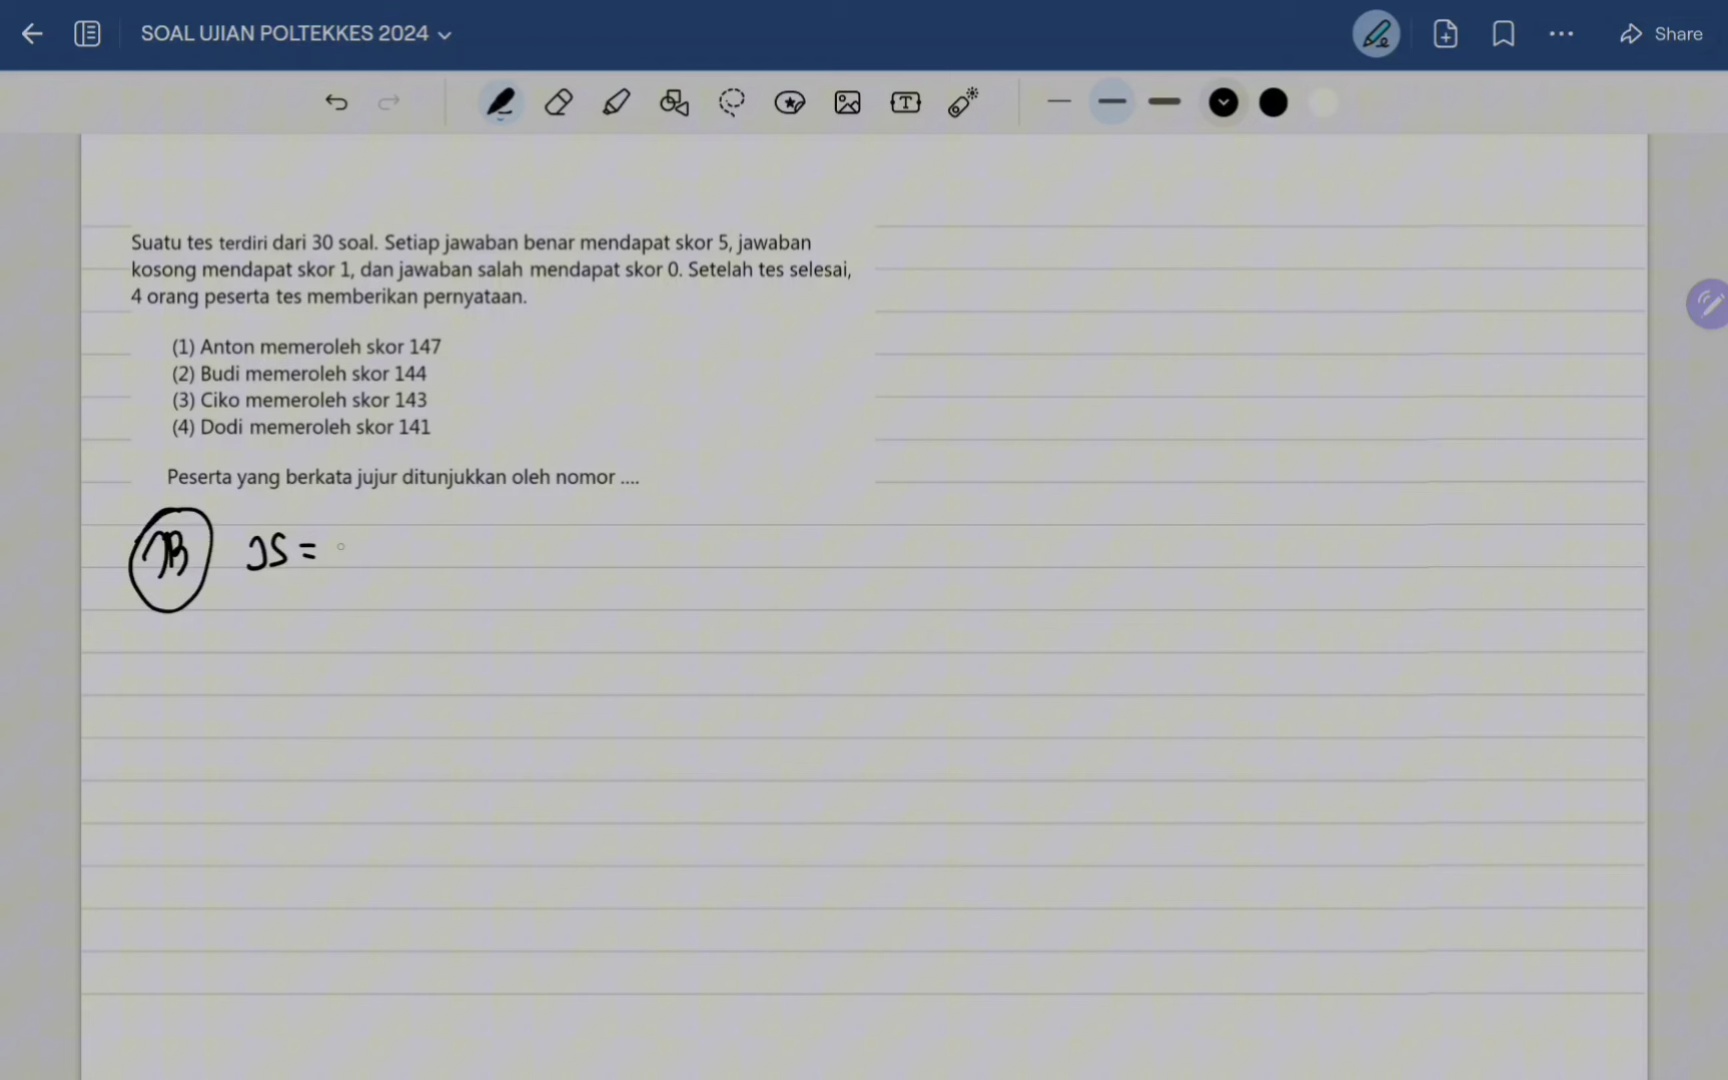 SOAL UJIAN POLTEKKES 2024
Share
Suatu tes terdiri dari 30 soal. Setiap jawaban benar mendapat skor 5, jawaban
kosong mendapat skor 1, dan jawaban salah mendapat skor 0. Setelah tes selesai,
4 orang peserta tes memberikan pernyataan.
(1) Anton memeroleh skor 147
(2) Budi memeroleh skor 144
(3) Ciko memeroleh skor 143
(4) Dodi memeroleh skor 141
Peserta yang berkata jujur ditunjukkan oleh nomor ....
JB JS =